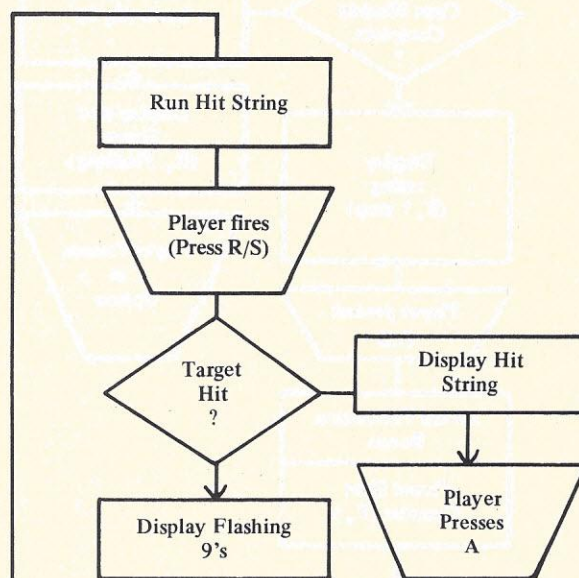 Run Hit String
Player fires
(Press R/S)
Target
Hit
?
Display Hit
String
Display Flashing
9's
Player
Presses
A